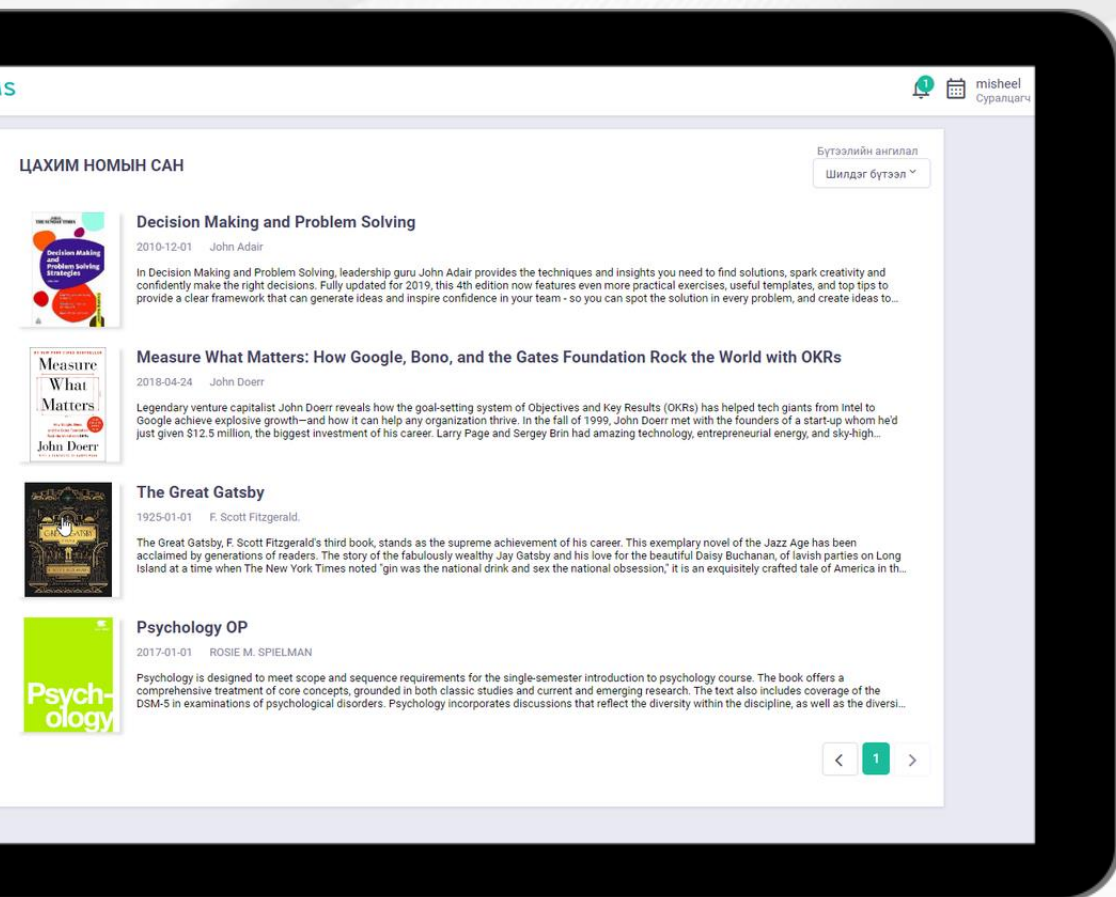 1
misheel
Суралцагч
ЦАХИМ НОМЫН САН
Бүтээлийн ангилал
Шилдэг бүтээл
THE SUNDAY TIMES
Decision Making
and
Problem Solving
Strategies
Decision Making and Problem Solving
2010-12-01 John Adair
In Decision Making and Problem Solving, leadership guru John Adair provides the techniques and insights you need to find solutions, spark creativity and
confidently make the right decisions. Fully updated for 2019, this 4th edition now features even more practical exercises, useful templates, and top tips to
provide a clear framework that can generate ideas and inspire confidence in your team - so you can spot the solution in every problem, and create ideas to...
Measure
What
Matters
John Doerr
Measure What Matters: How Google, Bono, and the Gates Foundation Rock the World with OKRs
2018-04-24 John Doerr
Legendary venture capitalist John Doerr reveals how the goal-setting system of Objectives and Key Results (OKRs) has helped tech giants from Intel to
Google achieve explosive growth—and how it can help any organization thrive. In the fall of 1999, John Doerr met with the founders of a start-up whom he'd
just given $12.5 million, the biggest investment of his career. Larry Page and Sergey Brin had amazing technology, entrepreneurial energy, and sky-high...
The Great Gatsby
1925-01-01 F. Scott Fitzgerald.
The Great Gatsby, F. Scott Fitzgerald's third book, stands as the supreme achievement of his career. This exemplary novel of the Jazz Age has been
acclaimed by generations of readers. The story of the fabulously wealthy Jay Gatsby and his love for the beautiful Daisy Buchanan, of lavish parties on Long
Island at a time when The New York Times noted "gin was the national drink and sex the national obsession," it is an exquisitely crafted tale of America in th...
Psych-
ology
Psychology OP
2017-01-01 ROSIE M. SPIELMAN
Psychology is designed to meet scope and sequence requirements for the single-semester introduction to psychology course. The book offers a
comprehensive treatment of core concepts, grounded in both classic studies and current and emerging research. The text also includes coverage of the
DSM-5 in examinations of psychological disorders. Psychology incorporates discussions that reflect the diversity within the discipline, as well as the diversi...
1